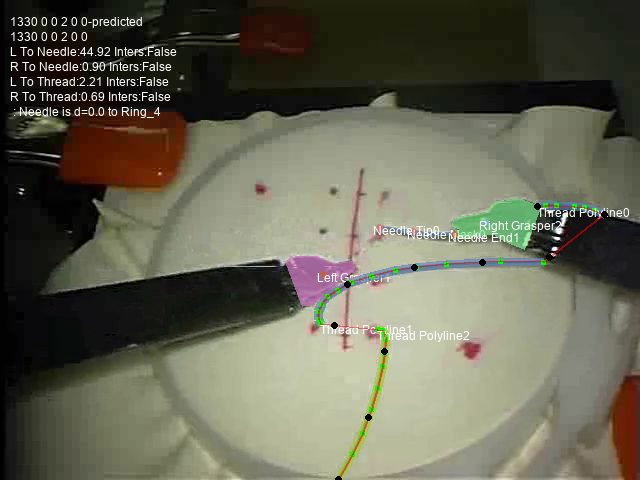 1330 0 0 2 0 0-predicted
1330 0 0 2 0 0
L To Needle:44.92 Inters:False
R To Needle:0.90 Inters:False
L To Thread:2.21 Inters:False
R To Thread:0.69 Inters:False
: Needle is d=0.0 to Ring_4
Thread Polyline0
Right Grasper2
Needle Tip0
Needle End1
Thread Polyline1
Thread Polyline2